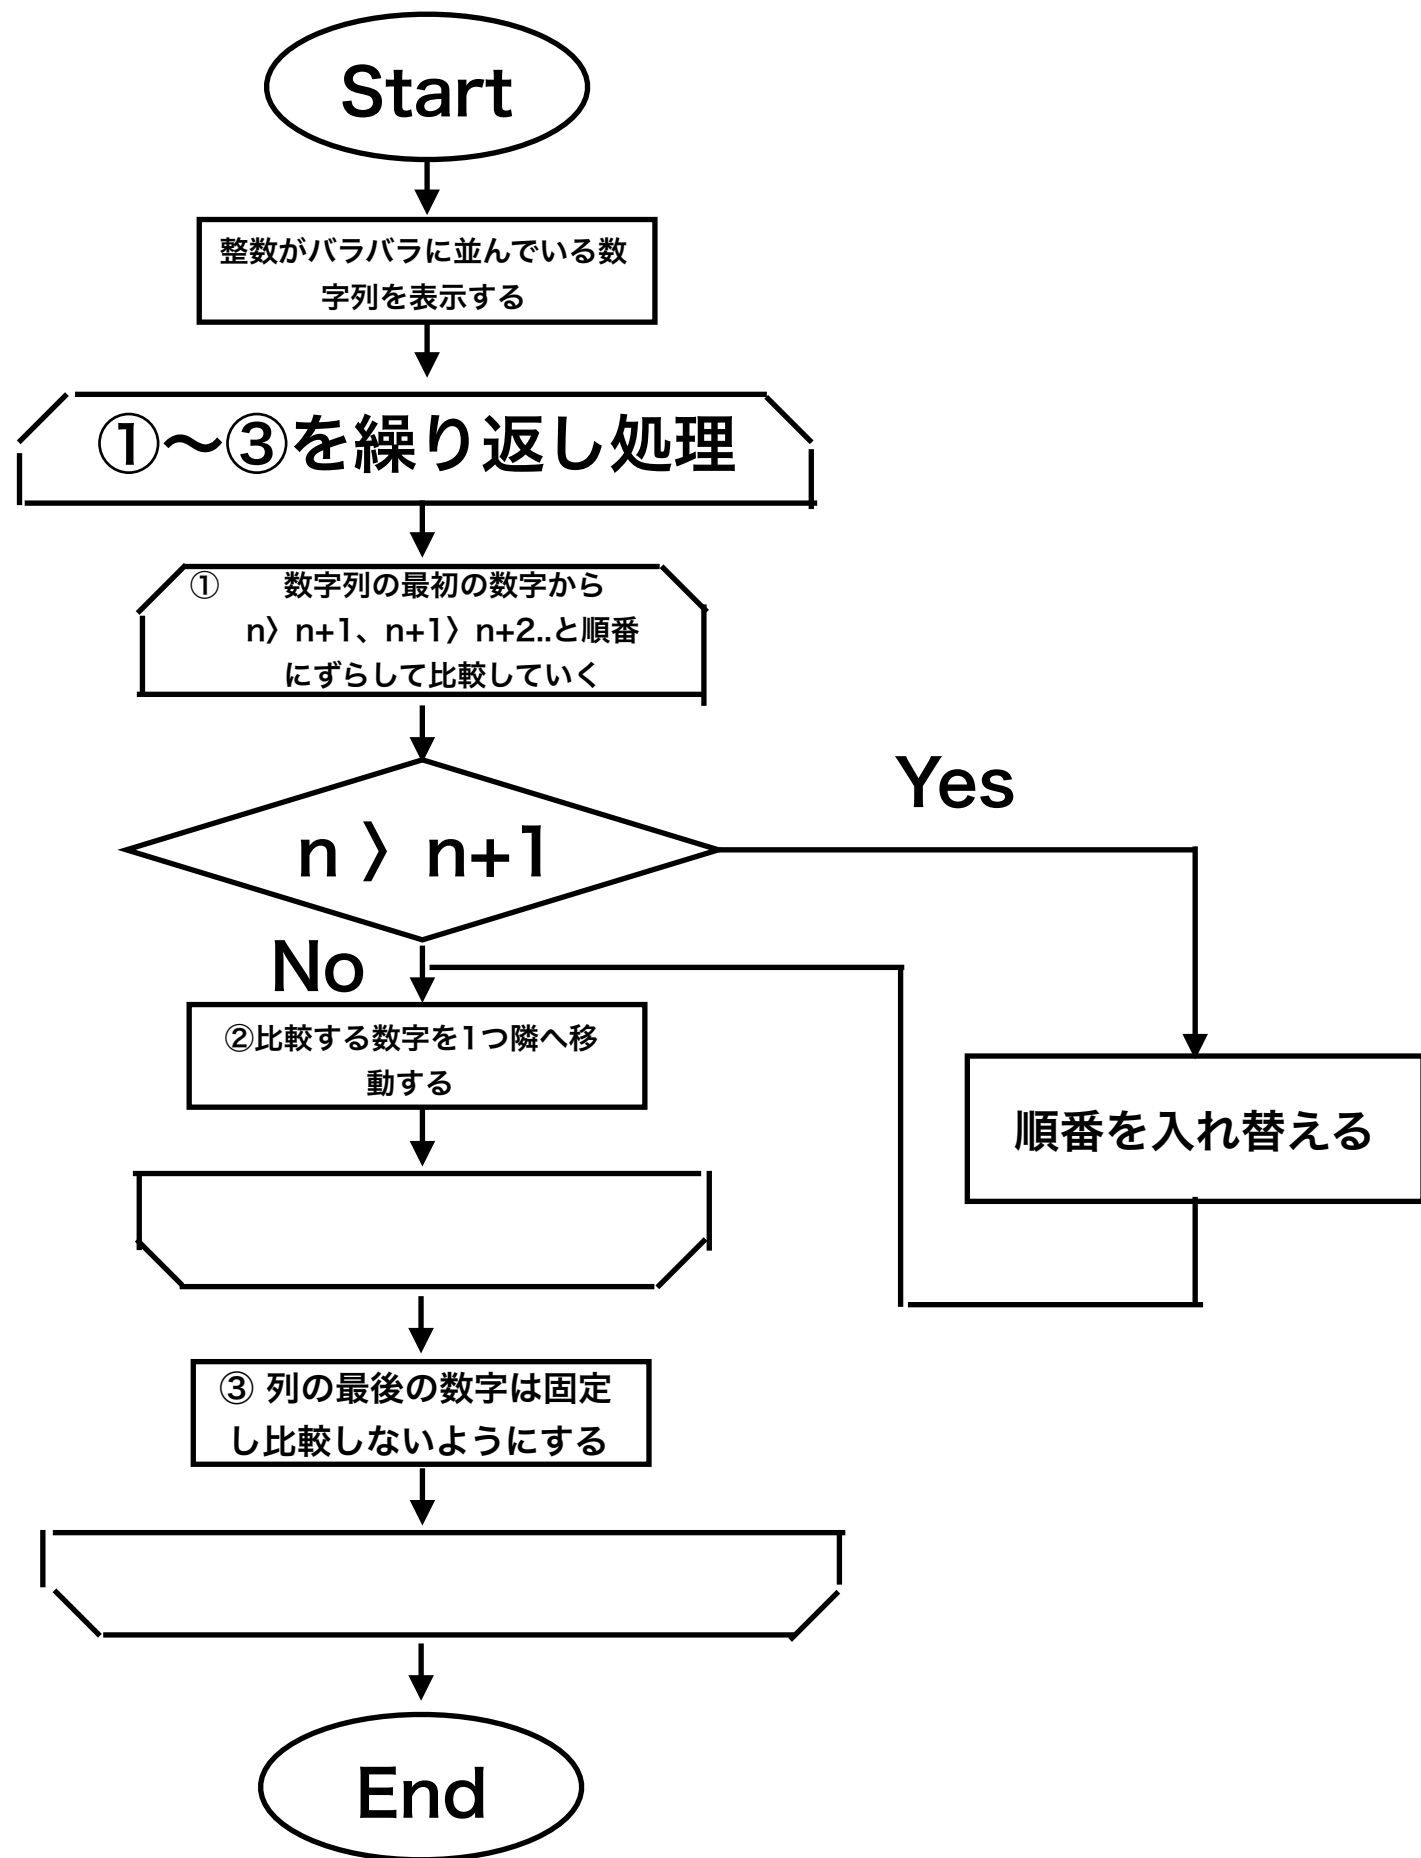 Start
整数がバラバラに並んでいる数
字列を表示する
①〜③を繰り返し処理
① 数字列の最初の数字から
n〉n+1、n+1〉n+2..と順番
にずらして比較していく
Yes
n 〉 n+1
No
②比較する数字を1つ隣へ移
動する
順番を入れ替える
③ 列の最後の数字は固定
し比較しないようにする
End